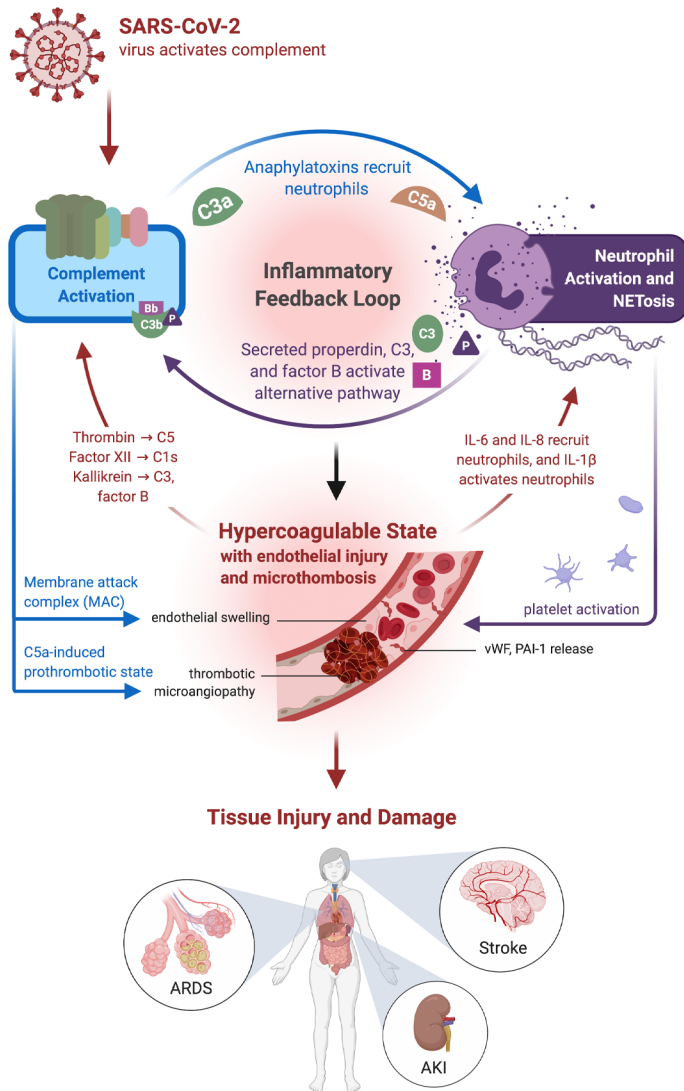 SARS-CoV-2
virus activates complement
Anaphylatoxins recruit
neutrophils
C3a
C5a
Complement
Activation
Bb
C3b
P
Inflammatory
Feedback Loop
Neutrophil
Activation and
NETosis
C3
P
B
Secreted properdin, C3,
and factor B activate
alternative pathway
Thrombin → C5
Factor XII → C1s
Kallikrein → C3,
factor B
IL-6 and IL-8 recruit
neutrophils, and IL-1β
activates neutrophils
Hypercoagulable State
with endothelial injury
and microthombosis
Membrane attack
complex (MAC)
endothelial swelling
platelet activation
C5a-induced
prothrombotic state
vWF, PAI-1 release
thrombotic
microangiopathy
Tissue Injury and Damage
ARDS
Stroke
AKI